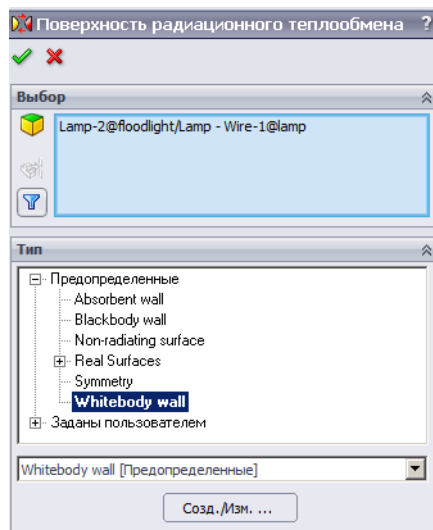 Поверхность радиационного теплообмена ?
Выбор
Lamp-2@floodlight/Lamp - Wire-1@lamp
Тип
Предопределенные
Absorbent wall
Blackbody wall
Non-radiating surface
Real Surfaces
Symmetry
Whitebody wall
Заданы пользователем
Whitebody wall [Предопределенные]
Созд./Изм. ...